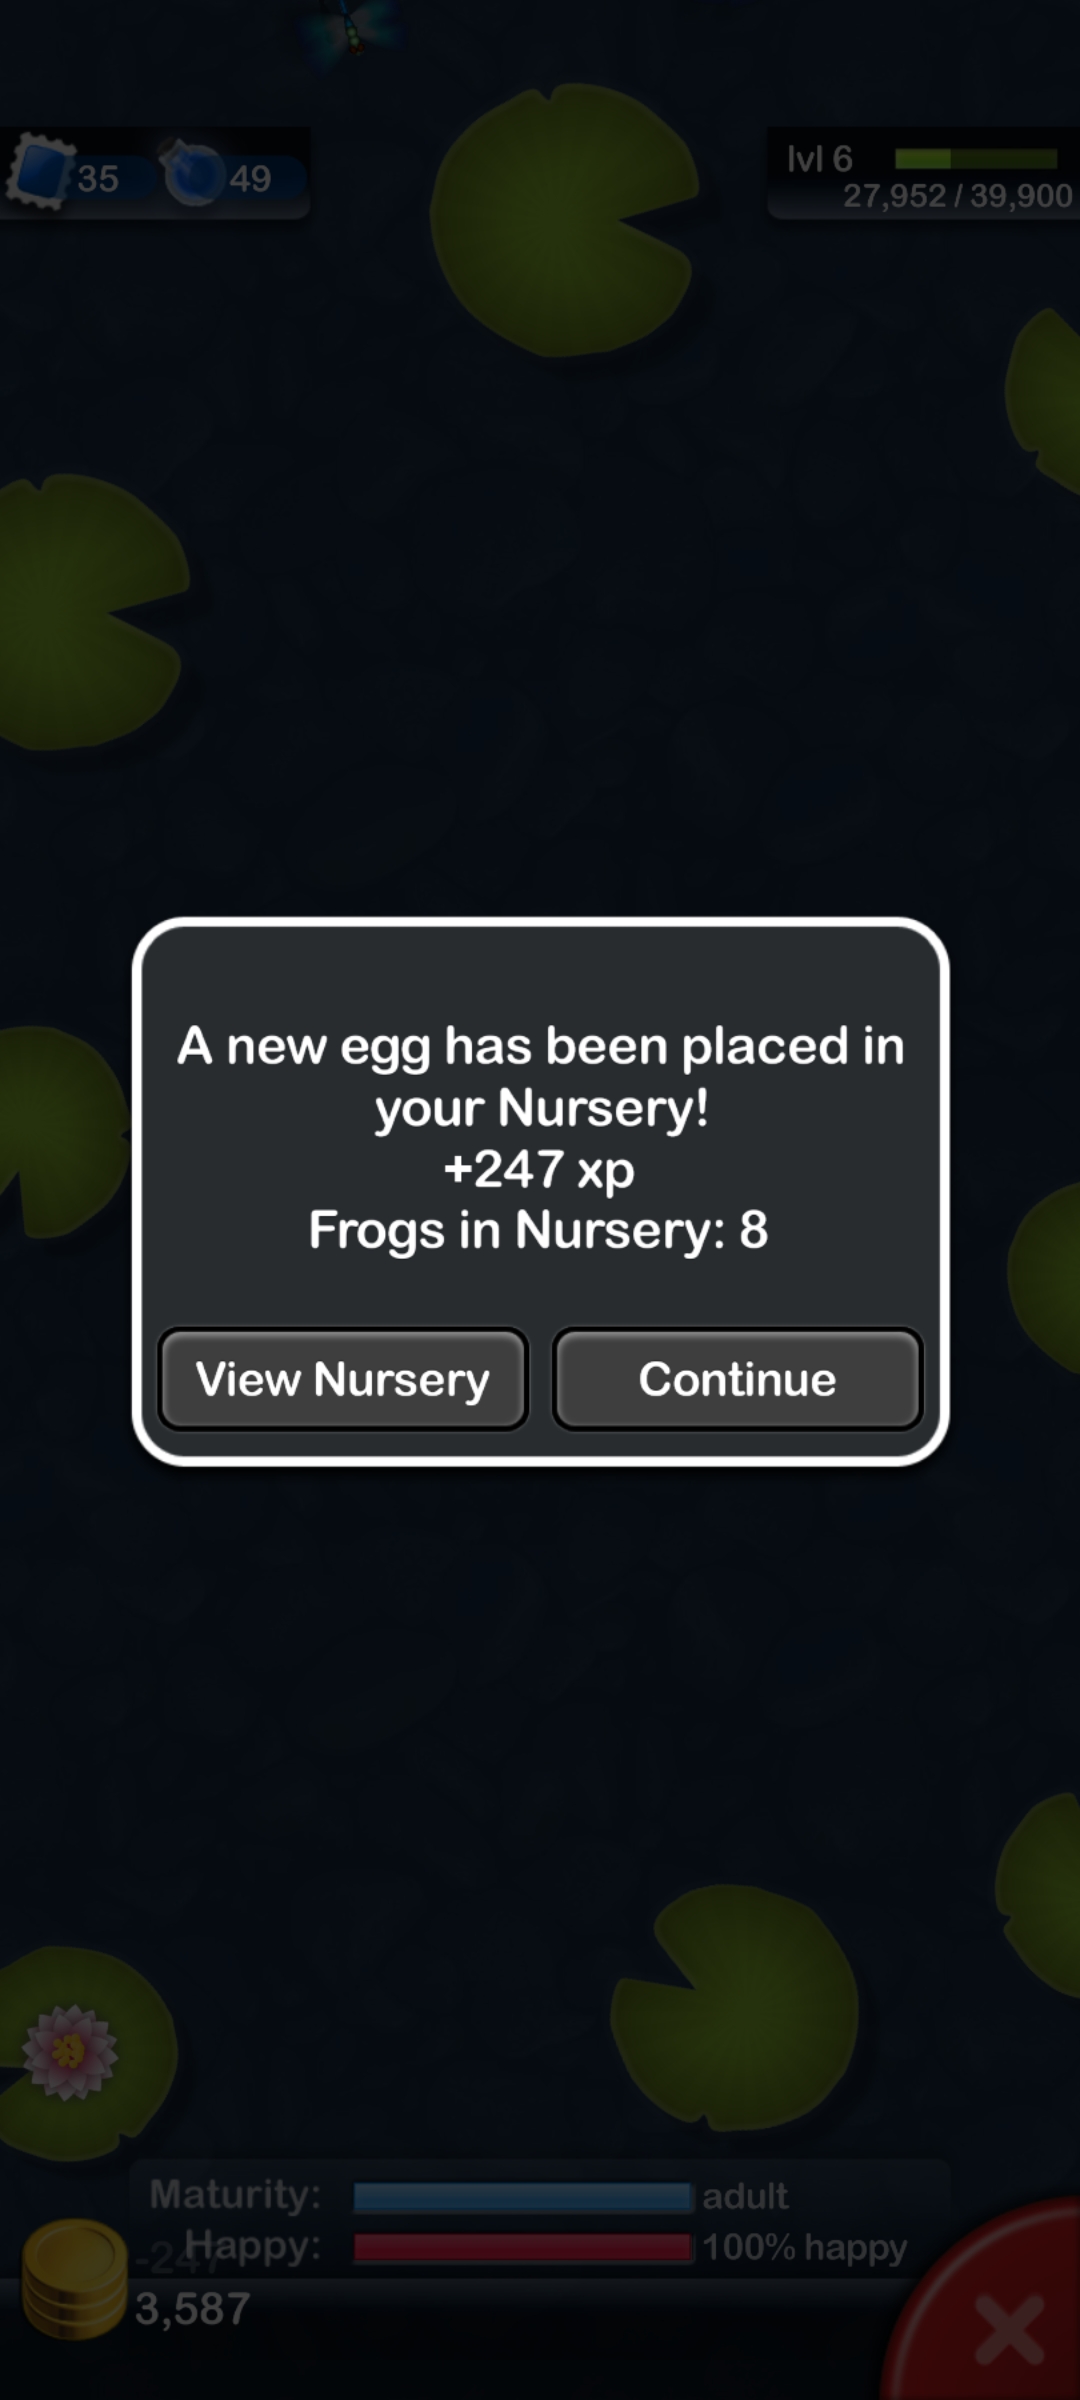 35
49
lvl 6
27,952 / 39,900
A new egg has been placed in
your Nursery!
+247 xp
Frogs in Nursery: 8
View Nursery
Continue
Maturity:
adult
Happy:
100% happy
-247
3,587